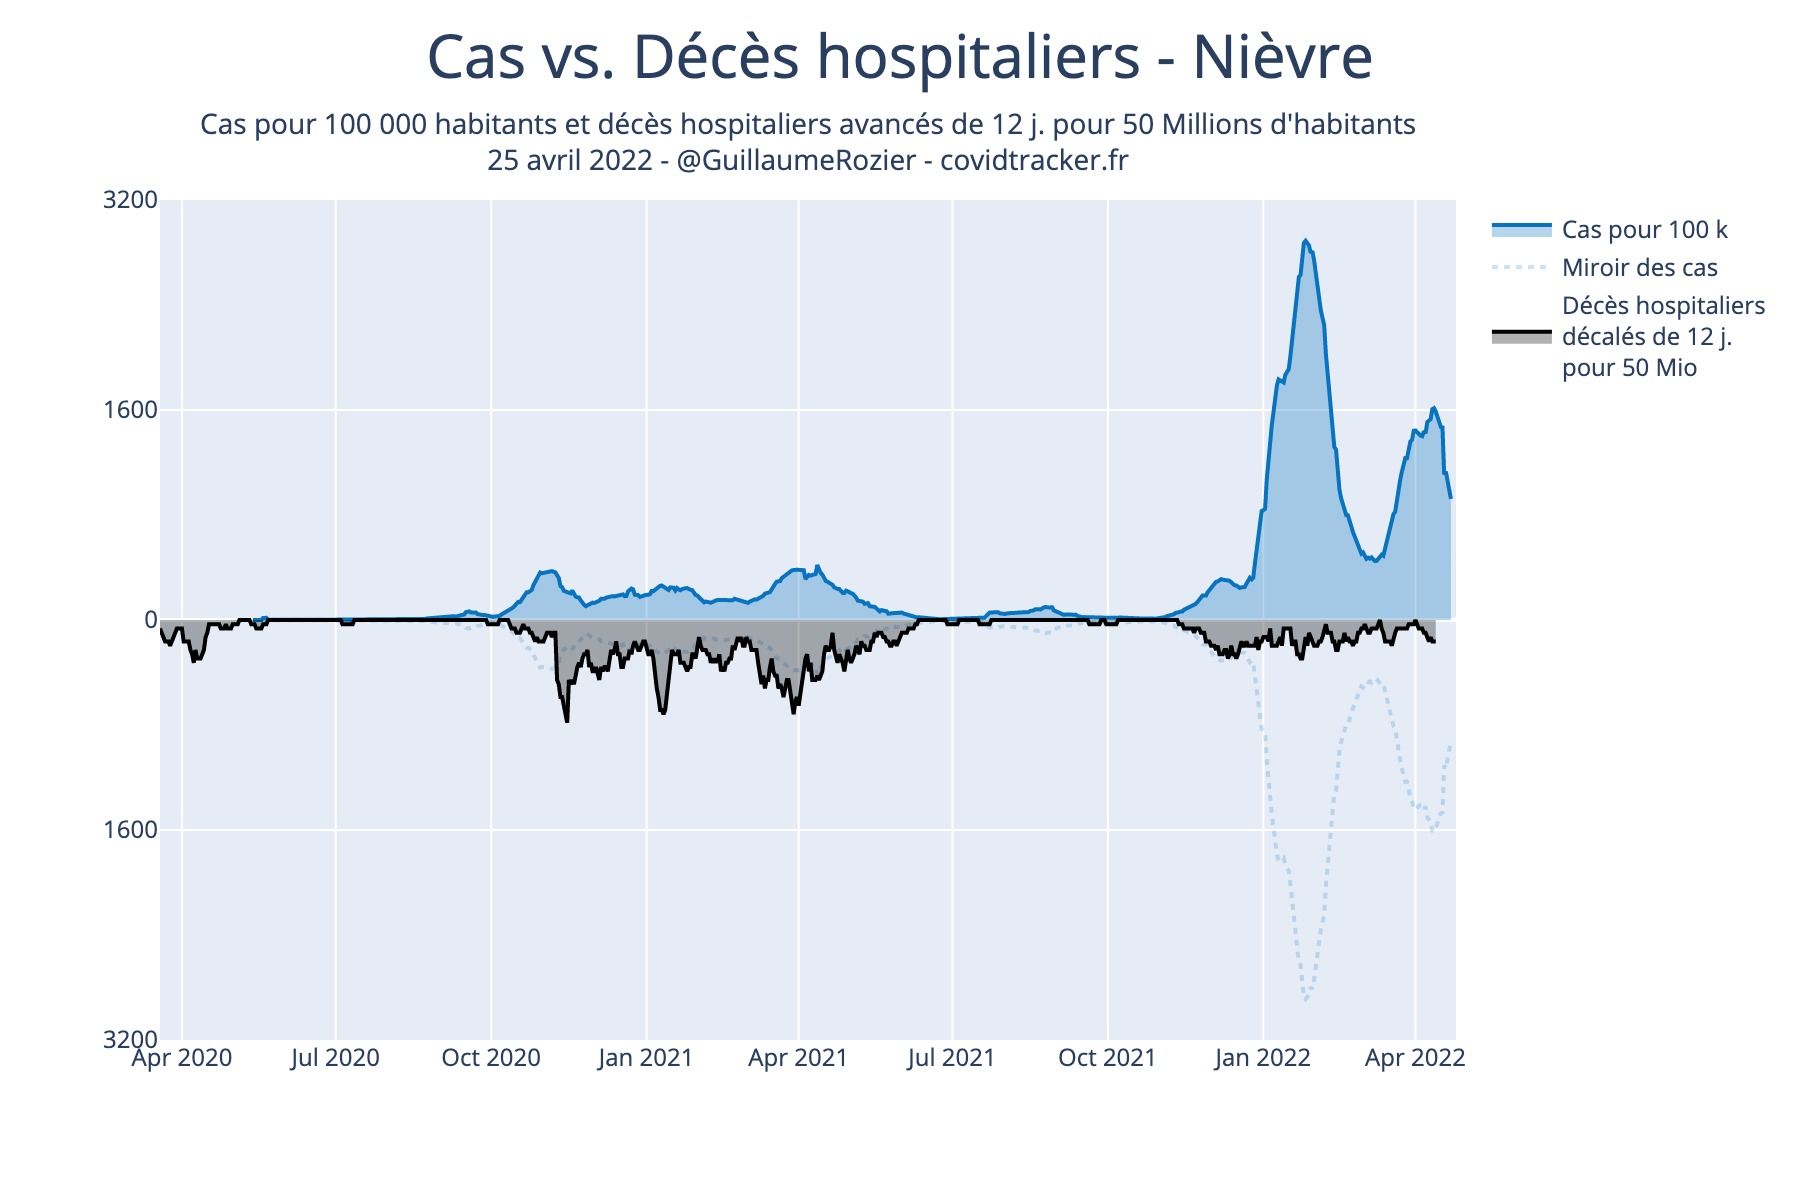 Cas vs. Décès hospitaliers - Nièvre
Cas pour 100 000 habitants et décès hospitaliers avancés de 12 j. pour 50 Millions d'habitants
25 avril 2022 - @GuillaumeRozier - covidtracker.fr
3200
1600
0
1600
3200
Apr 2020
Jul 2020
Oct 2020
Jan 2021
Apr 2021
Jul 2021
Oct 2021
Jan 2022
Apr 2022
Cas pour 100 k
Miroir des cas
Décès hospitaliers
décalés de 12 j.
pour 50 Mio